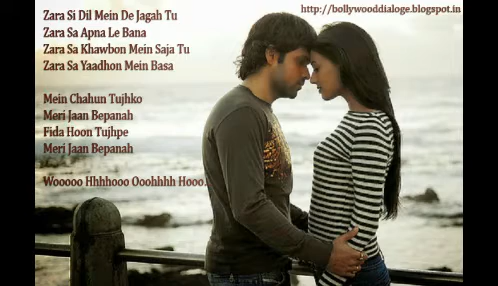 http://bollywooddialoge.blogspot.in
Zara Si Dil Mein De Jagah Tu
Zara Sa Apna Le Bana
Zara Sa Khawbon Mein Saja Tu
Zara Sa Yaadhon Mein Basa
Mein Chahun Tujhko
Meri Jaan Bepanah
Fida Hoon Tujhpe
Meri Jaan Bepanah
Wooooo Hhhhooo Ooohhhh Hooo.